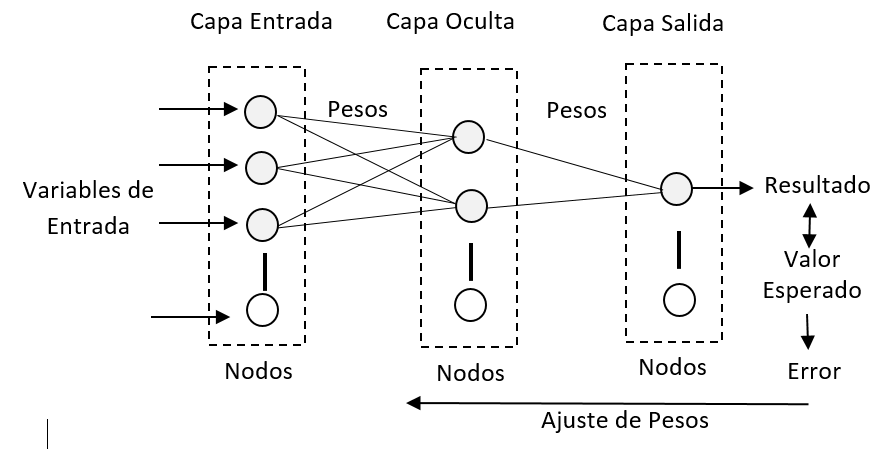 Capa Entrada
Capa Oculta
Capa Salida
Pesos
Pesos
Variables de
Entrada
Resultado
Valor
Esperado
Error
Nodos
Nodos
Nodos
Ajuste de Pesos